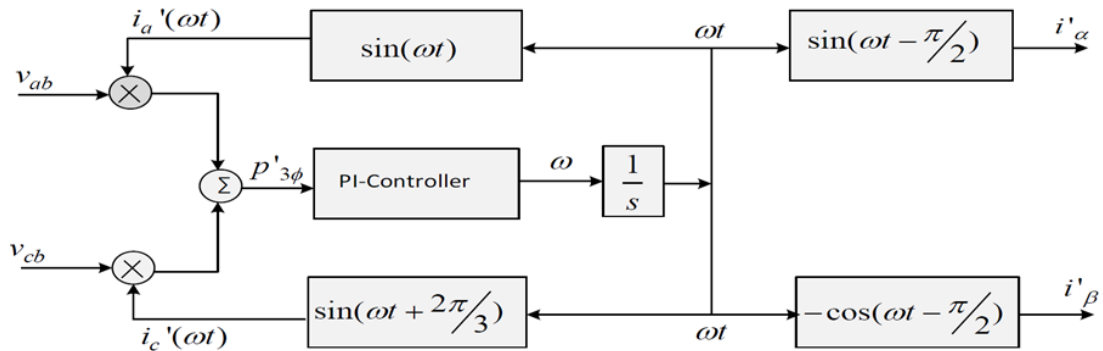 i_a'(ωt)
sin(ωt)
ωt
sin(ωt − π/2)
i'_α
v_ab
×
Σ
p'_3ϕ
PI-Controller
ω
1/s
v_cb
×
i_c'(ωt)
sin(ωt + 2π/3)
ωt
−cos(ωt − π/2)
i'_β